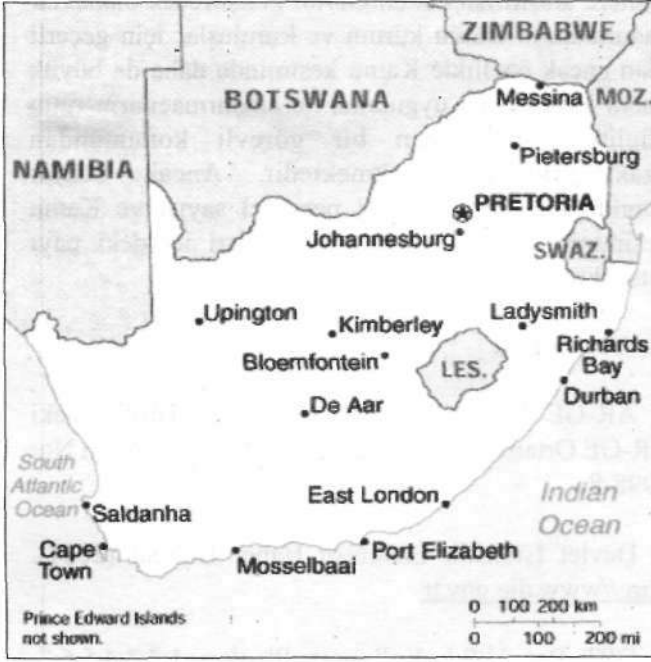 ZIMBABWE
BOTSWANA
Messina
MOZ.
NAMIBIA
Pietersburg
PRETORIA
Johannesburg
SWAZ.
Upington
Kimberley
Ladysmith
Bloemfontein
LES.
Richards
Bay
Durban
De Aar
South
Atlantic
Ocean
Saldanha
East London
Indian
Ocean
Cape
Town
Mosselbaai
Port Elizabeth
Prince Edward Islands
not shown.
0 100 200 km
0 100 200 mi